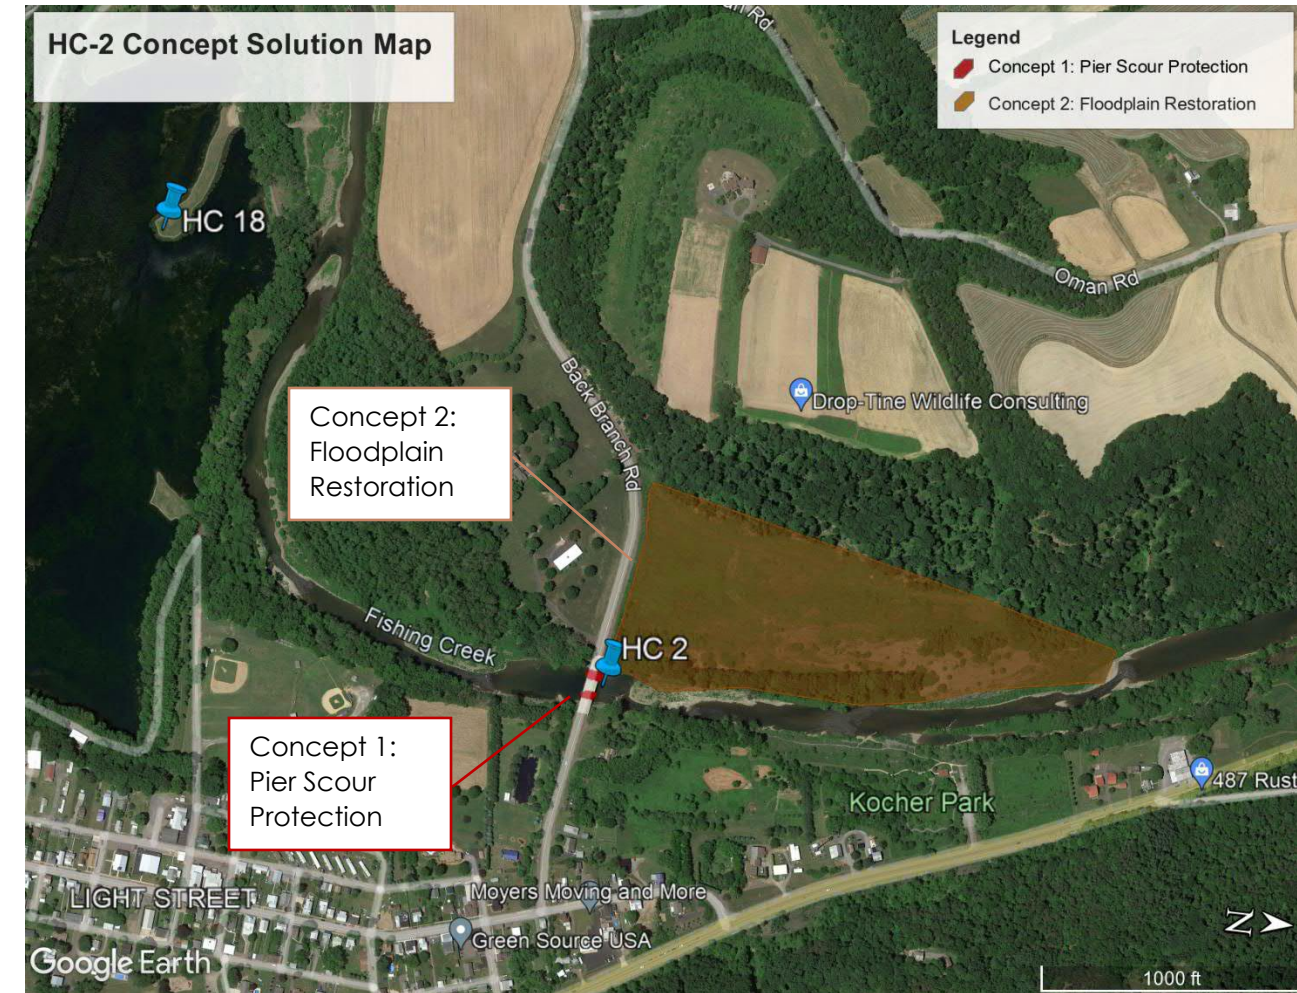 HC-2 Concept Solution Map
Legend
Concept 1: Pier Scour Protection
Concept 2: Floodplain Restoration
HC 18
Oman Rd
Back Branch Rd
Drop-Tine Wildlife Consulting
Concept 2:
Floodplain
Restoration
Fishing Creek
HC 2
Concept 1:
Pier Scour
Protection
487 Rust
Kocher Park
LIGHT STREET
Moyers Moving and More
Green Source USA
Google Earth
N
1000 ft